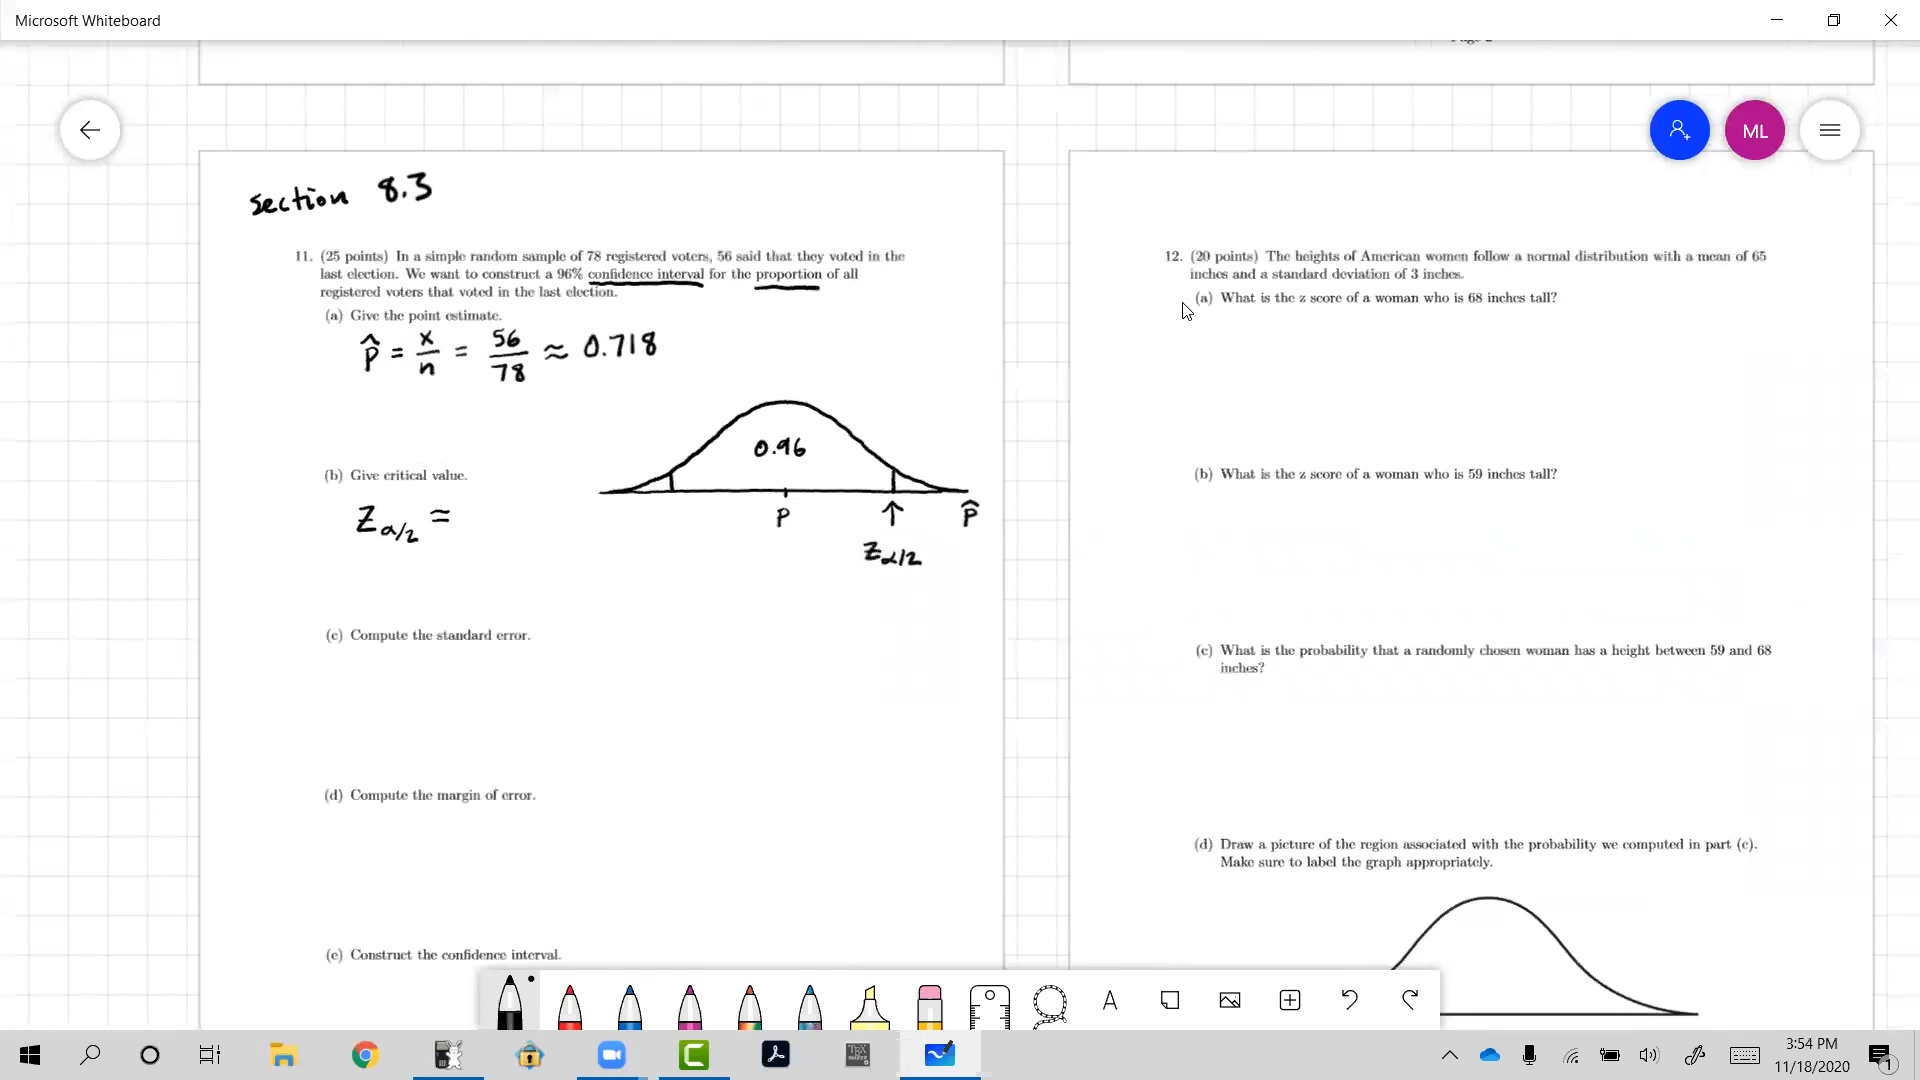 Microsoft Whiteboard
ML
section 8.3
11. (25 points) In a simple random sample of 78 registered voters, 56 said that they voted in the
last election. We want to construct a 96% confidence interval for the proportion of all
registered voters that voted in the last election.
(a) Give the point estimate.
p̂ = x/n = 56/78 ≈ 0.718
0.96
(b) Give critical value.
Z α/2 ≈
P
↑
P̂
Z α/2
(c) Compute the standard error.
(d) Compute the margin of error.
(e) Construct the confidence interval.
12. (20 points) The heights of American women follow a normal distribution with a mean of 65
inches and a standard deviation of 3 inches.
(a) What is the z score of a woman who is 68 inches tall?
(b) What is the z score of a woman who is 59 inches tall?
(c) What is the probability that a randomly chosen woman has a height between 59 and 68
inches?
(d) Draw a picture of the region associated with the probability we computed in part (c).
Make sure to label the graph appropriately.
A
3:54 PM
11/18/2020
1